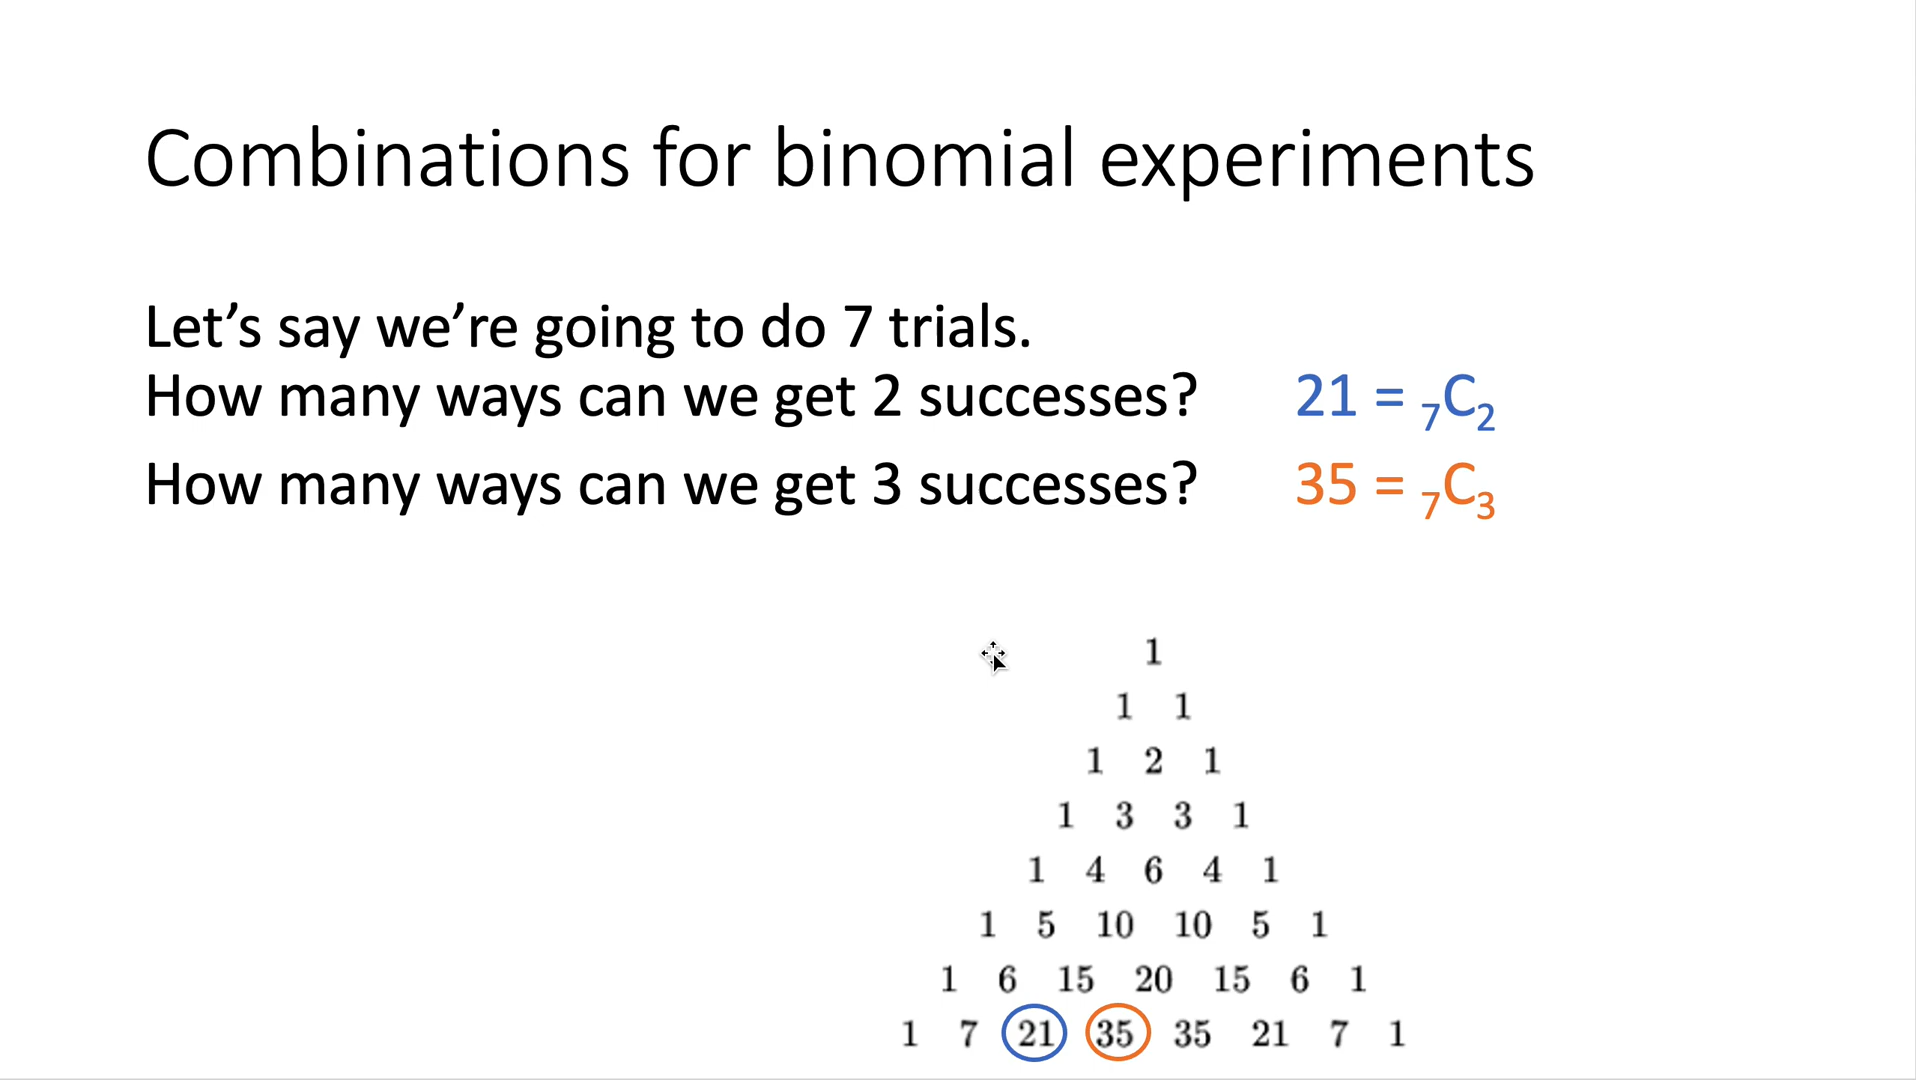 Combinations for binomial experiments
Let’s say we’re going to do 7 trials.
How many ways can we get 2 successes? 21 = ₇C₂
How many ways can we get 3 successes? 35 = ₇C₃
1
1 1
1 2 1
1 3 3 1
1 4 6 4 1
1 5 10 10 5 1
1 6 15 20 15 6 1
1 7 21 35 35 21 7 1